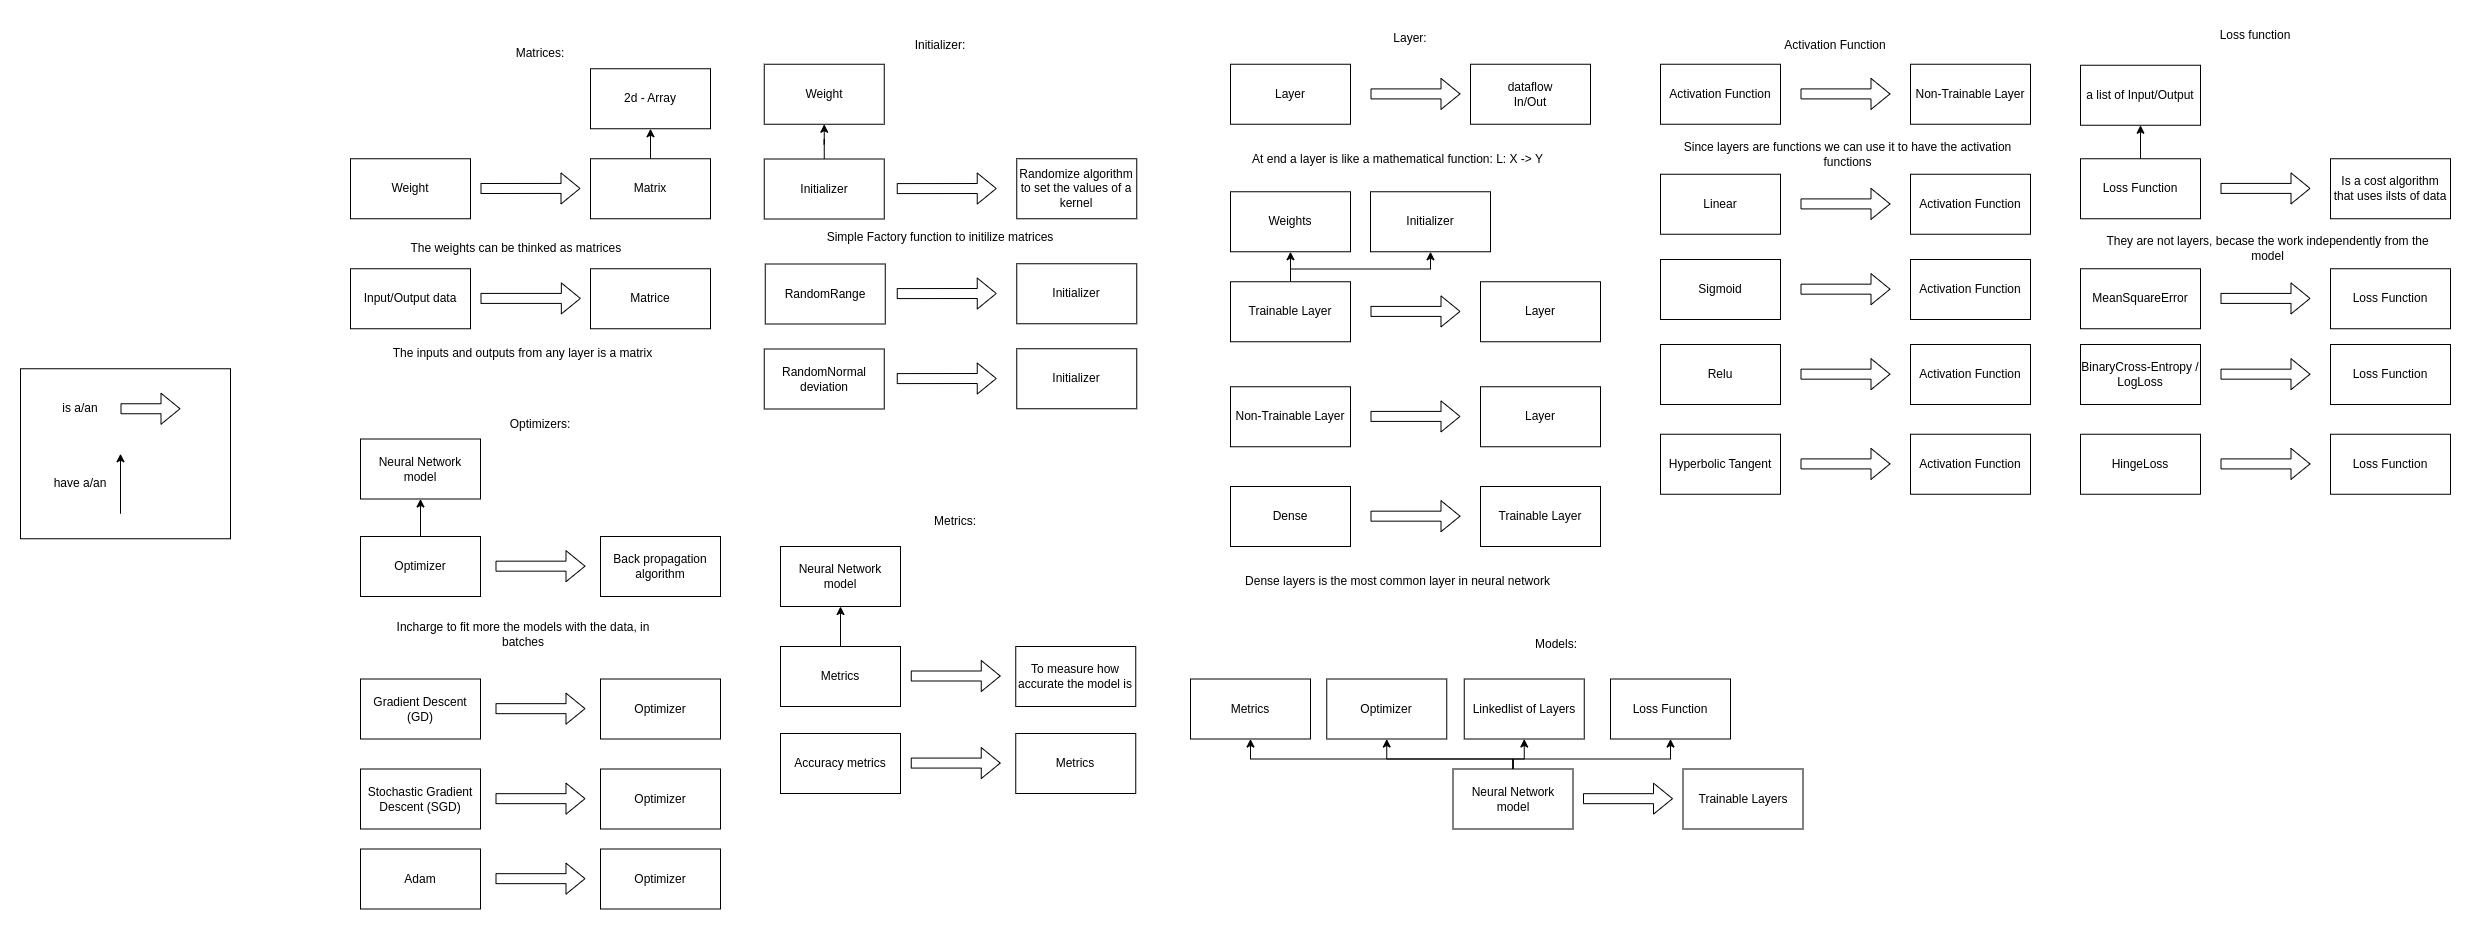 is a/an
have a/an
Matrices:
2d - Array
Weight
Matrix
The weights can be thinked as matrices
Input/Output data
Matrice
The inputs and outputs from any layer is a matrix
Optimizers:
Neural Network
model
Optimizer
Back propagation
algorithm
Incharge to fit more the models with the data, in
batches
Gradient Descent
(GD)
Optimizer
Stochastic Gradient
Descent (SGD)
Optimizer
Adam
Optimizer
Initializer:
Weight
Initializer
Randomize algorithm
to set the values of a
kernel
Simple Factory function to initilize matrices
RandomRange
Initializer
RandomNormal
deviation
Initializer
Metrics:
Neural Network
model
Metrics
To measure how
accurate the model is
Accuracy metrics
Metrics
Layer:
Layer
dataflow
In/Out
At end a layer is like a mathematical function: L: X -> Y
Weights
Initializer
Trainable Layer
Layer
Non-Trainable Layer
Layer
Dense
Trainable Layer
Dense layers is the most common layer in neural network
Models:
Metrics
Optimizer
Linkedlist of Layers
Loss Function
Neural Network
model
Trainable Layers
Activation Function
Activation Function
Non-Trainable Layer
Since layers are functions we can use it to have the activation
functions
Linear
Activation Function
Sigmoid
Activation Function
Relu
Activation Function
Hyperbolic Tangent
Activation Function
Loss function
a list of Input/Output
Loss Function
Is a cost algorithm
that uses ilsts of data
They are not layers, becase the work independently from the
model
MeanSquareError
Loss Function
BinaryCross-Entropy /
LogLoss
Loss Function
HingeLoss
Loss Function